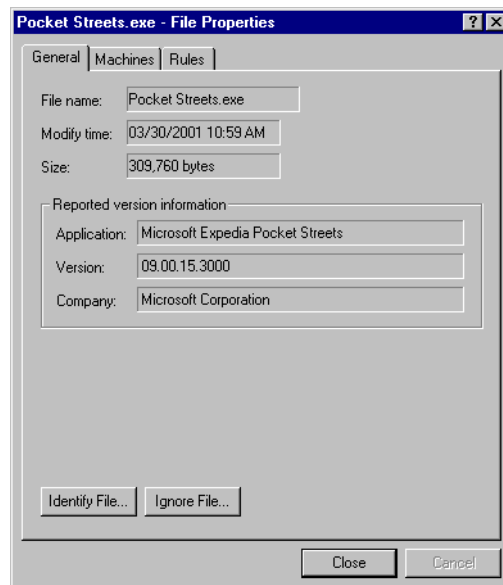 Pocket Streets.exe - File Properties
General Machines Rules
File name: Pocket Streets.exe
Modify time: 03/30/2001 10:59 AM
Size: 309,760 bytes
Reported version information
Application: Microsoft Expedia Pocket Streets
Version: 09.00.15.3000
Company: Microsoft Corporation
Identify File... Ignore File...
Close Cancel